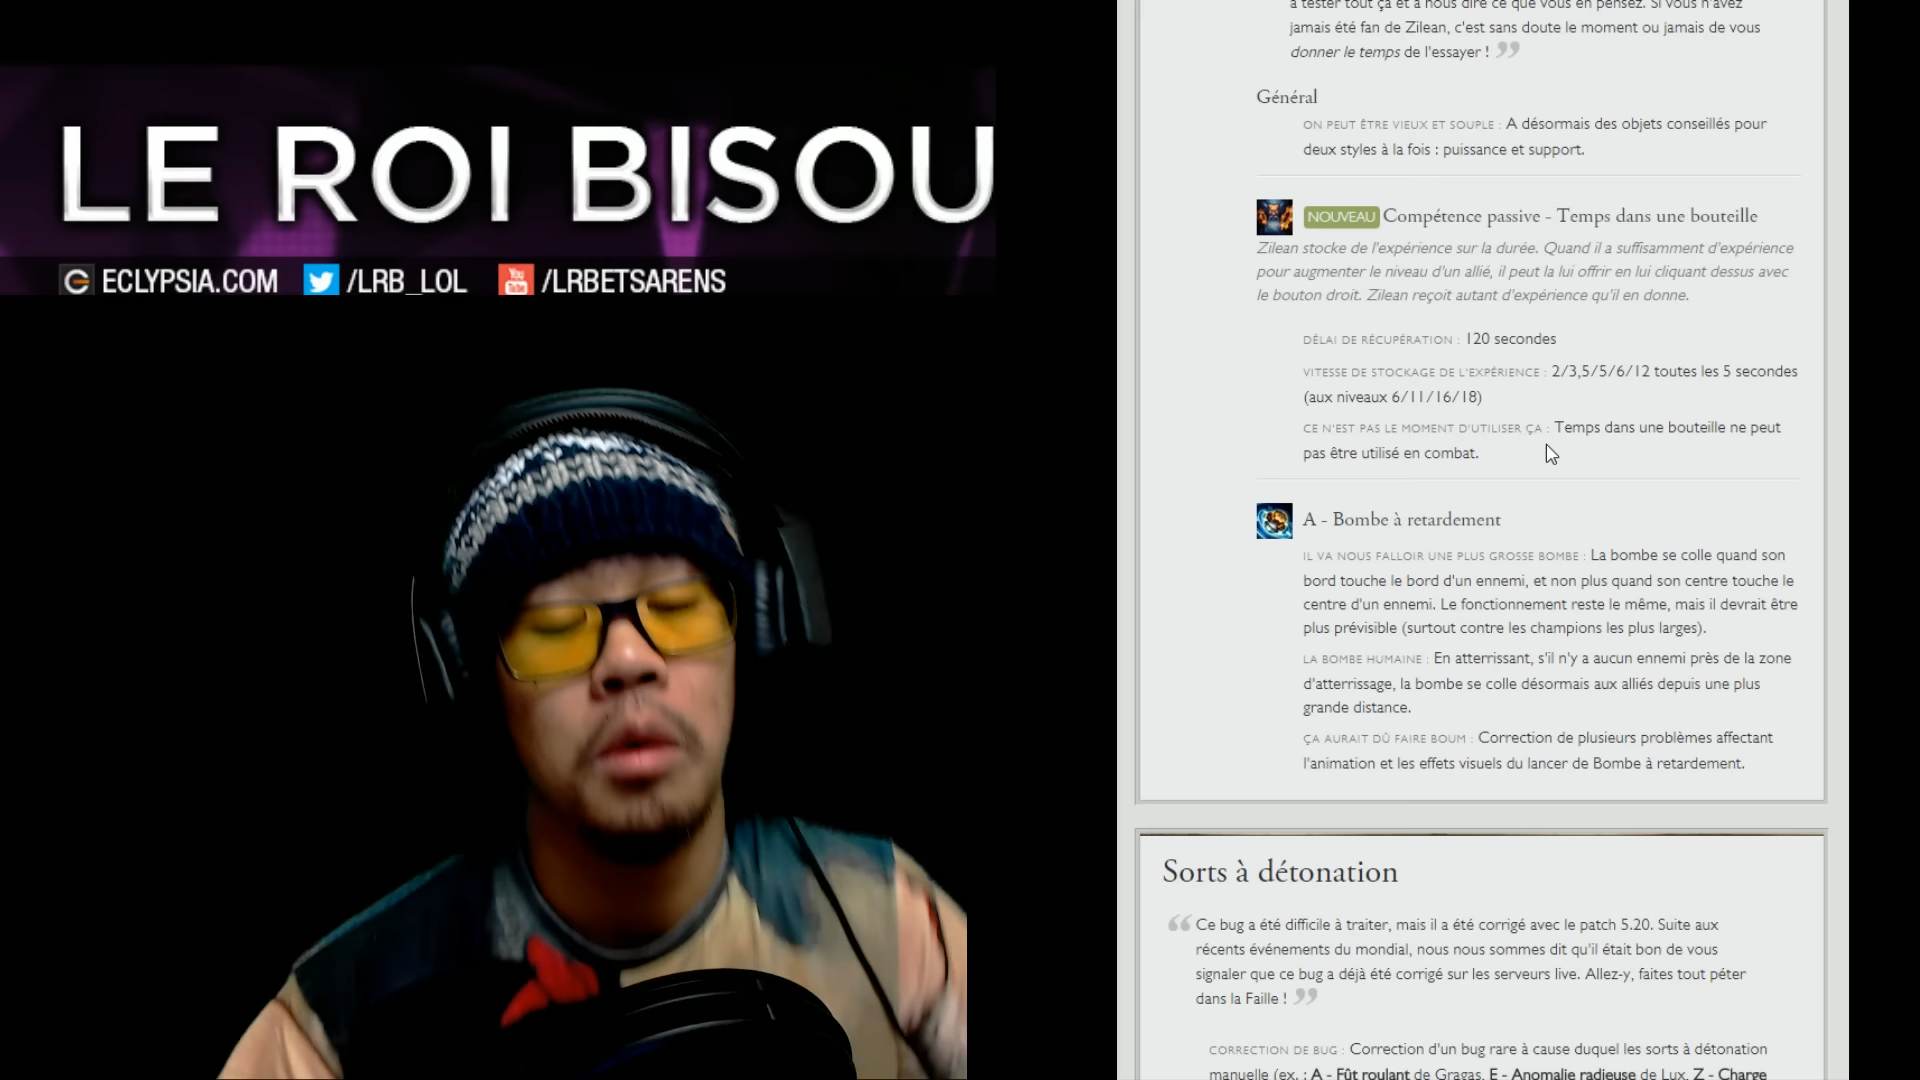 LE ROI BISOU
ECLYPSIA.COM /LRB_LOL You Tube /LRBETSARENS
à tester tout ça et à nous dire ce que vous en pensez. Si vous n'avez
jamais été fan de Zilean, c'est sans doute le moment ou jamais de vous
donner le temps de l'essayer ! ”
Général
ON PEUT ÊTRE VIEUX ET SOUPLE : A désormais des objets conseillés pour
deux styles à la fois : puissance et support.
NOUVEAU Compétence passive - Temps dans une bouteille
Zilean stocke de l'expérience sur la durée. Quand il a suffisamment d'expérience
pour augmenter le niveau d'un allié, il peut la lui offrir en lui cliquant dessus avec
le bouton droit. Zilean reçoit autant d'expérience qu'il en donne.
DÉLAI DE RÉCUPÉRATION : 120 secondes
VITESSE DE STOCKAGE DE L'EXPÉRIENCE : 2/3,5/5/6/12 toutes les 5 secondes
(aux niveaux 6/11/16/18)
CE N'EST PAS LE MOMENT D'UTILISER ÇA : Temps dans une bouteille ne peut
pas être utilisé en combat.
A - Bombe à retardement
IL VA NOUS FALLOIR UNE PLUS GROSSE BOMBE : La bombe se colle quand son
bord touche le bord d'un ennemi, et non plus quand son centre touche le
centre d'un ennemi. Le fonctionnement reste le même, mais il devrait être
plus prévisible (surtout contre les champions les plus larges).
LA BOMBE HUMAINE : En atterrissant, s'il n'y a aucun ennemi près de la zone
d'atterrissage, la bombe se colle désormais aux alliés depuis une plus
grande distance.
ÇA AURAIT DÛ FAIRE BOUM : Correction de plusieurs problèmes affectant
l'animation et les effets visuels du lancer de Bombe à retardement.
Sorts à détonation
“ Ce bug a été difficile à traiter, mais il a été corrigé avec le patch 5.20. Suite aux
récents événements du mondial, nous nous sommes dit qu'il était bon de vous
signaler que ce bug a déjà été corrigé sur les serveurs live. Allez-y, faites tout péter
dans la Faille ! ”
CORRECTION DE BUG : Correction d'un bug rare à cause duquel les sorts à détonation
manuelle (ex. : A - Fût roulant de Gragas, E - Anomalie radieuse de Lux, Z - Charge